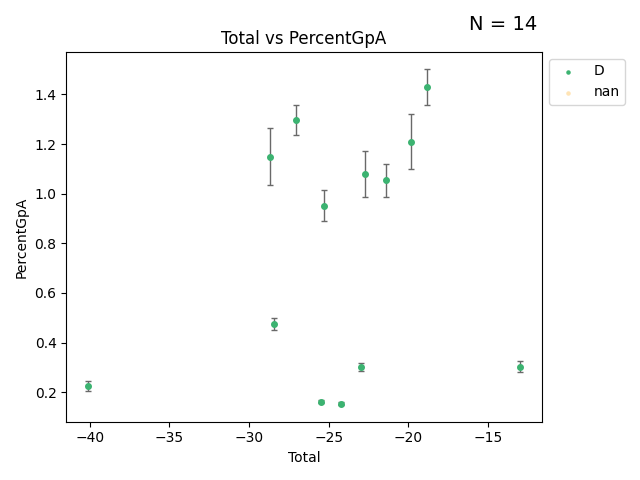 N = 14
Total vs PercentGpA
D
nan
PercentGpA
1.4
1.2
1.0
0.8
0.6
0.4
0.2
−40
−35
−30
−25
−20
−15
Total